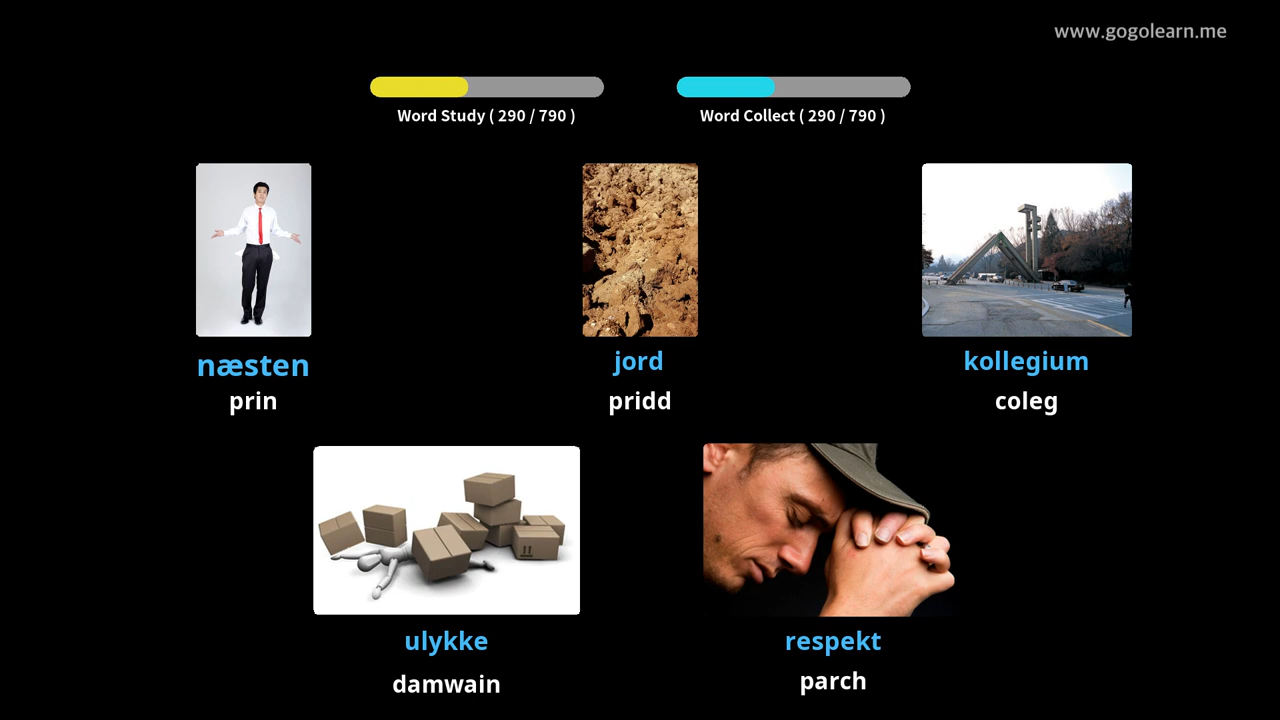 www.gogolearn.me
Word Study ( 290 / 790 )
Word Collect ( 290 / 790 )
næsten
prin
jord
pridd
kollegium
coleg
ulykke
damwain
respekt
parch